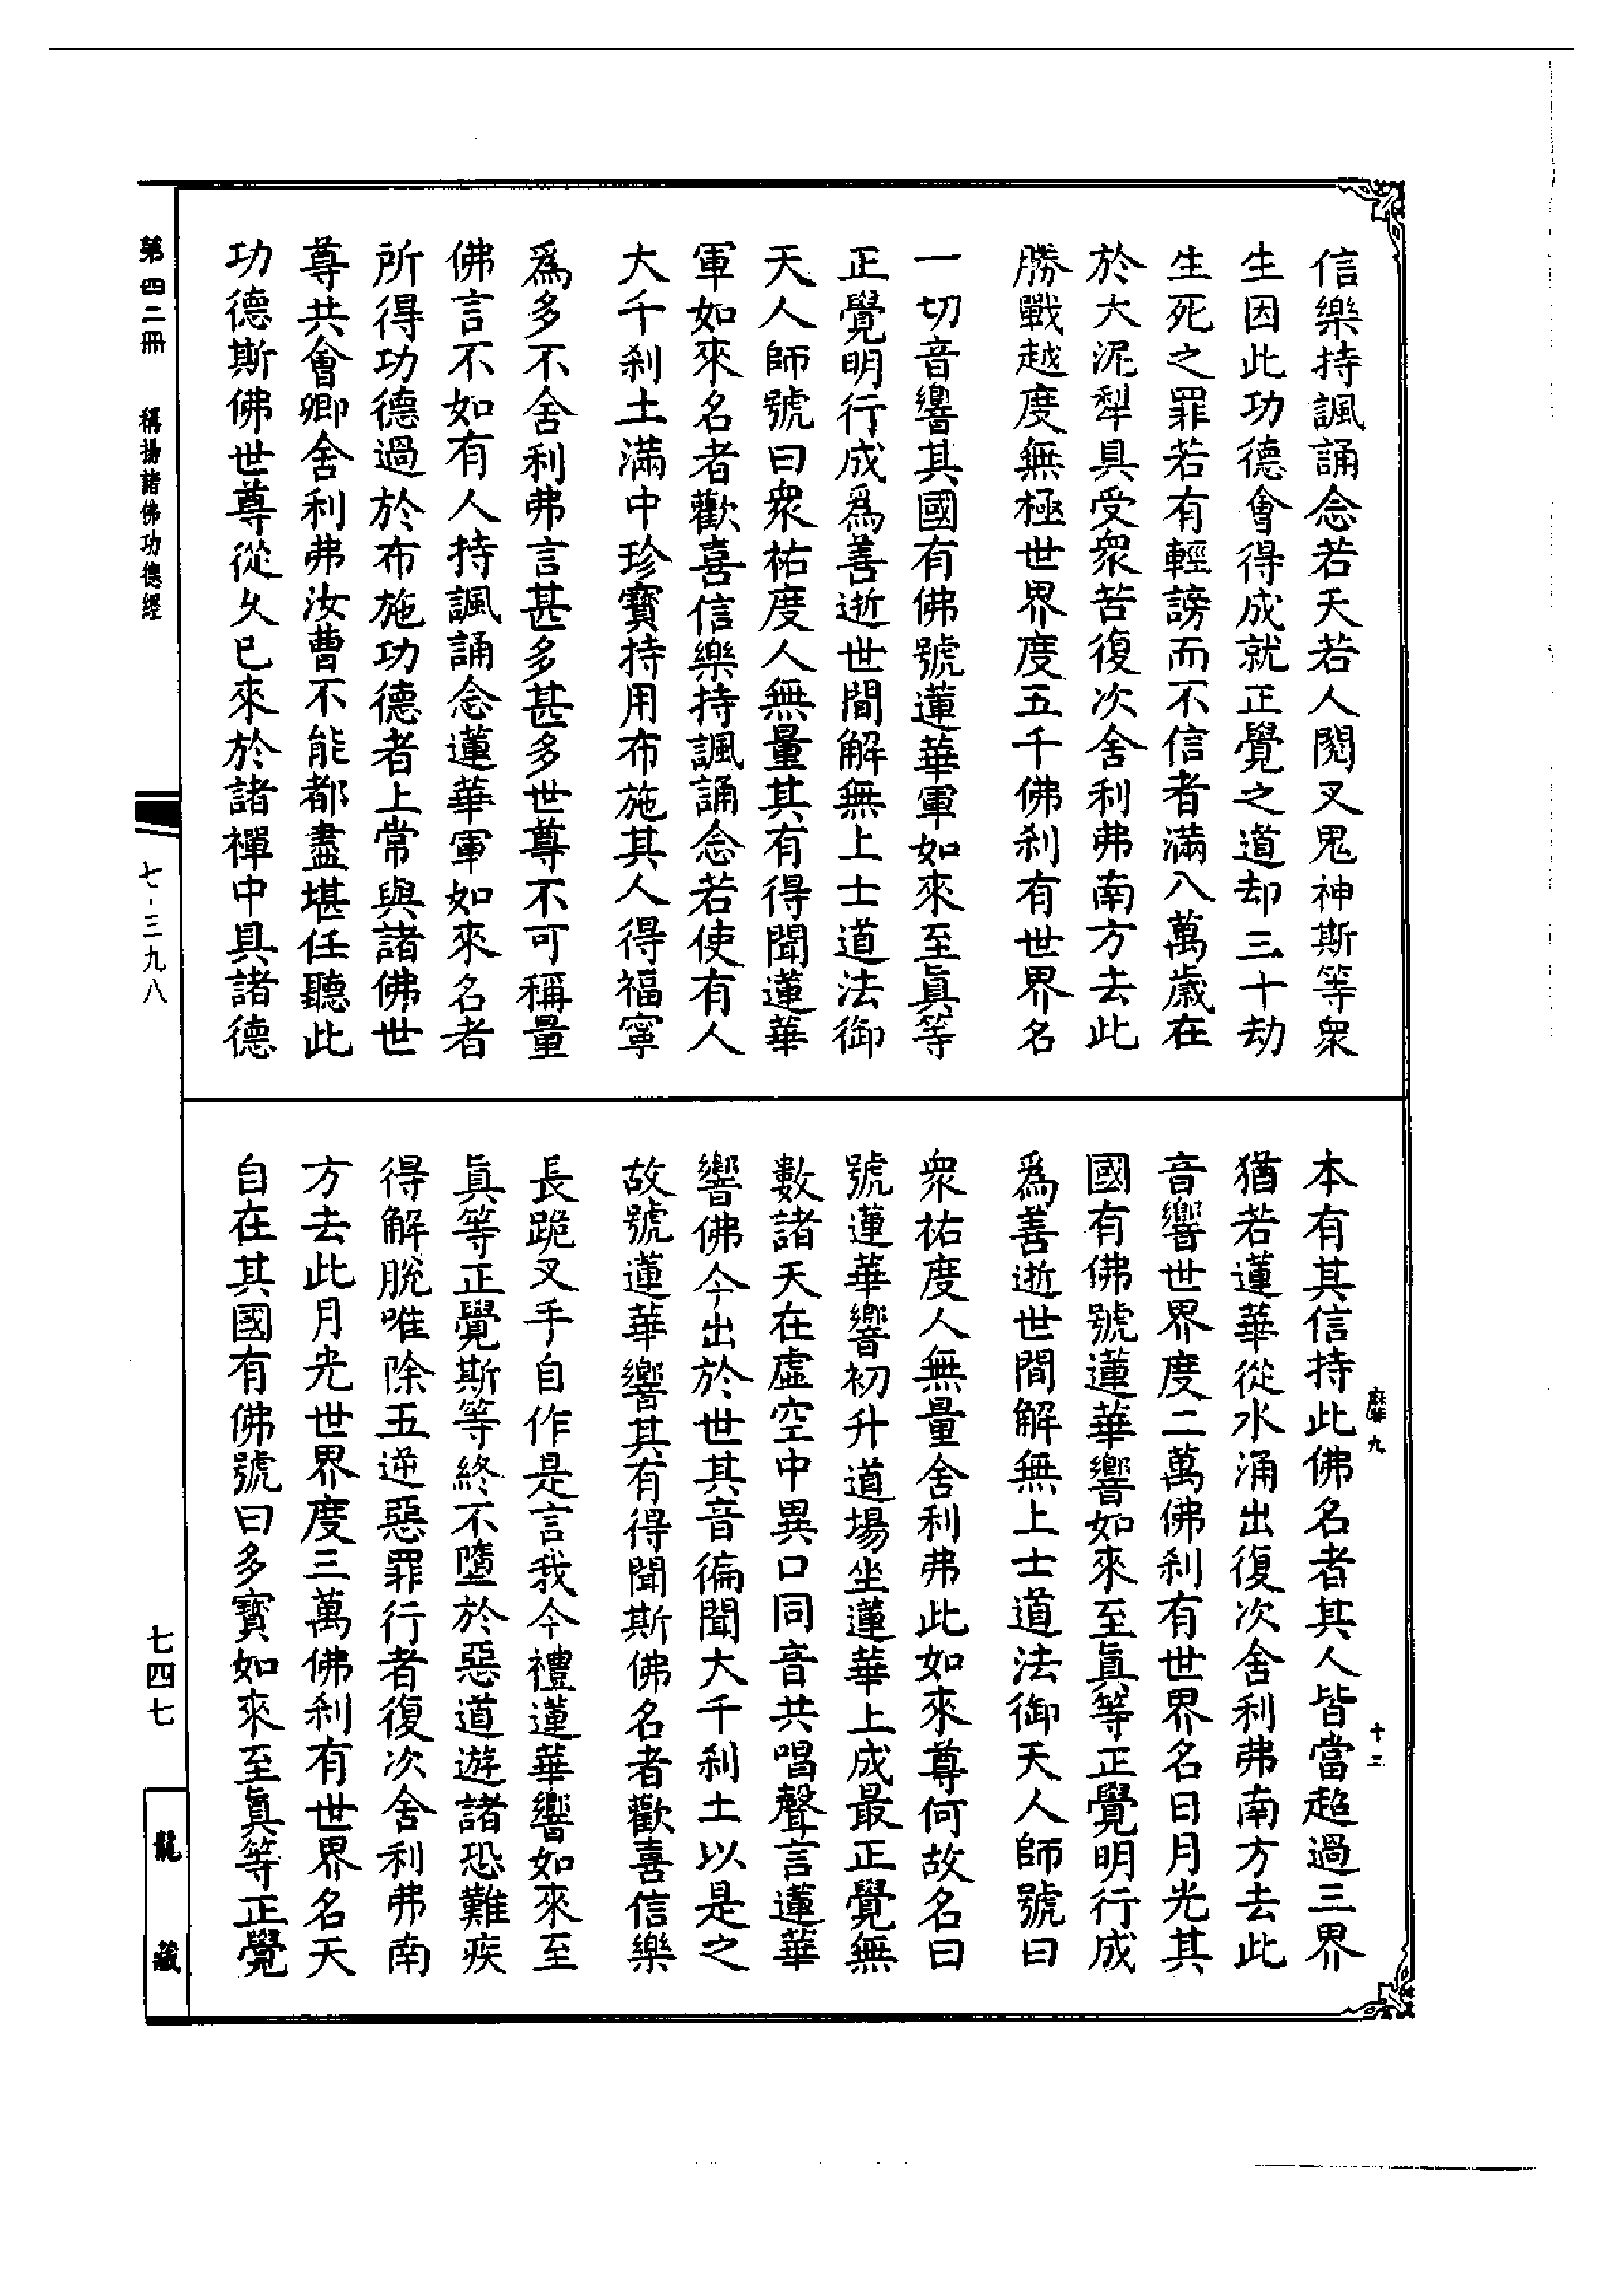 信樂持諷誦念若天若人閱叉鬼神斯等衆
生因此功德會得成就正覺之道却三十劫
生死之罪若有輕謗而不信者滿八萬歲在
於大泥犁具受衆苦復次舍利弗南方去此
勝戰越度無極世界度五千佛刹有世界名
一切音響其國有佛號蓮華軍如來至眞等
正覺明行成爲善逝世間解無上士道法御
天人師號曰衆祐度人無量其有得聞蓮華
軍如來名者歡喜信樂持諷誦念若使有人
大千刹土滿中珍寶持用布施其人得福寧
爲多不舍利弗言甚多甚多世尊不可稱量
佛言不如有人持諷誦念蓮華軍如來名者
所得功德過於布施功德者上常與諸佛世
尊共會卿舍利弗汝曹不能都盡堪任聽此
功德斯佛世尊從久已來於諸禪中具諸德
本有其信持此佛名者其人皆當超過三界
猶若蓮華從水涌出復次舍利弗南方去此
音響世界度二萬佛刹有世界名日月光其
國有佛號蓮華響如來至眞等正覺明行成
爲善逝世間解無上士道法御天人師號曰
衆祐度人無量舍利弗此如來尊何故名曰
號蓮華響初升道場坐蓮華上成最正覺無
數諸天在虛空中異口同音共唱聲言蓮華
響佛今出於世其音徧聞大千刹土以是之
故號蓮華響其有得聞斯佛名者歡喜信樂
長跪叉手自作是言我今禮蓮華響如來至
眞等正覺斯等終不墮於惡道遊諸恐難疾
得解脫唯除五逆惡罪行者復次舍利弗南
方去此月光世界度三萬佛刹有世界名天
自在其國有佛號曰多寶如來至眞等正覺
第四二冊　稱揚諸佛功德經
七·三九八
七四七
龍藏
九
十三